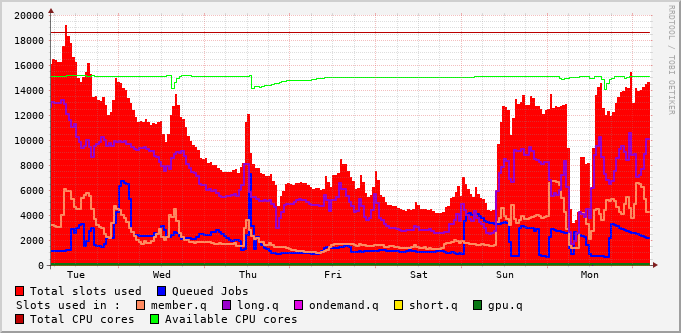 20000
18000
16000
14000
12000
10000
8000
6000
4000
2000
0
Tue Wed Thu Fri Sat Sun Mon
Total slots used Queued Jobs
Slots used in : member.q long.q ondemand.q short.q gpu.q
Total CPU cores Available CPU cores
RRDTOOL / TOBI OETIKER